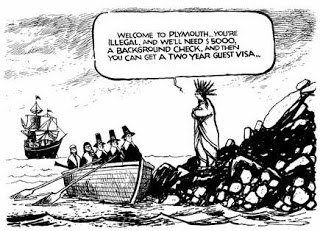 WELCOME TO PLYMOUTH... YOU'RE
ILLEGAL, AND WE'LL NEED $5000,
A BACKGROUND CHECK, AND THEN
YOU CAN GET A TWO YEAR GUEST VISA...